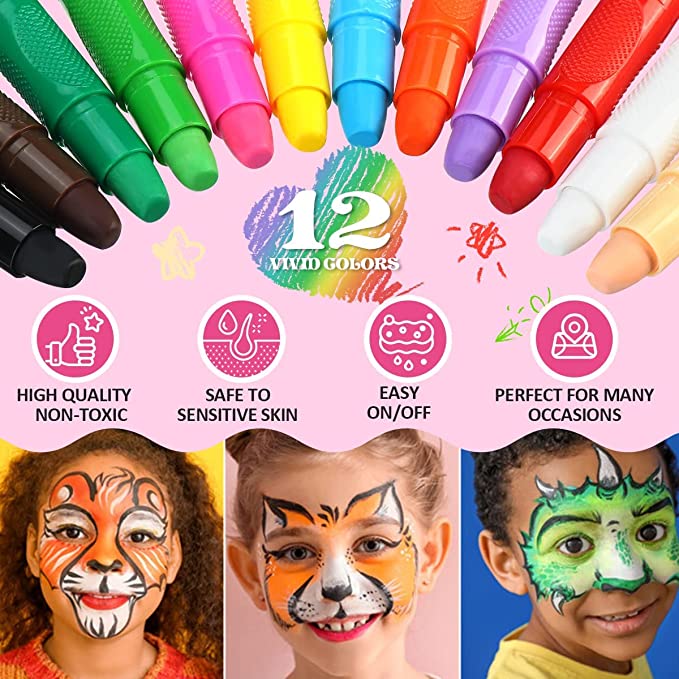 12
VIVID COLORS
HIGH QUALITY
NON-TOXIC
SAFE TO
SENSITIVE SKIN
EASY
ON/OFF
PERFECT FOR MANY
OCCASIONS